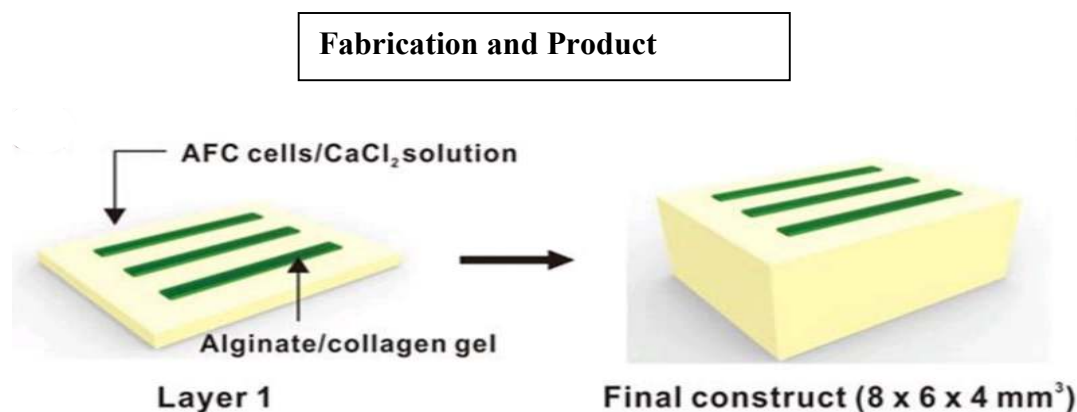 Fabrication and Product
AFC cells/CaCl₂ solution
Alginate/collagen gel
Layer 1
Final construct (8 x 6 x 4 mm³)